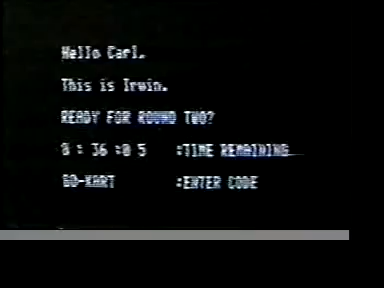 Hello Carl.
This is Irwin.
READY FOR ROUND TWO?
0 : 36 :0 5 :TIME REMAINING
GO-KART :ENTER CODE